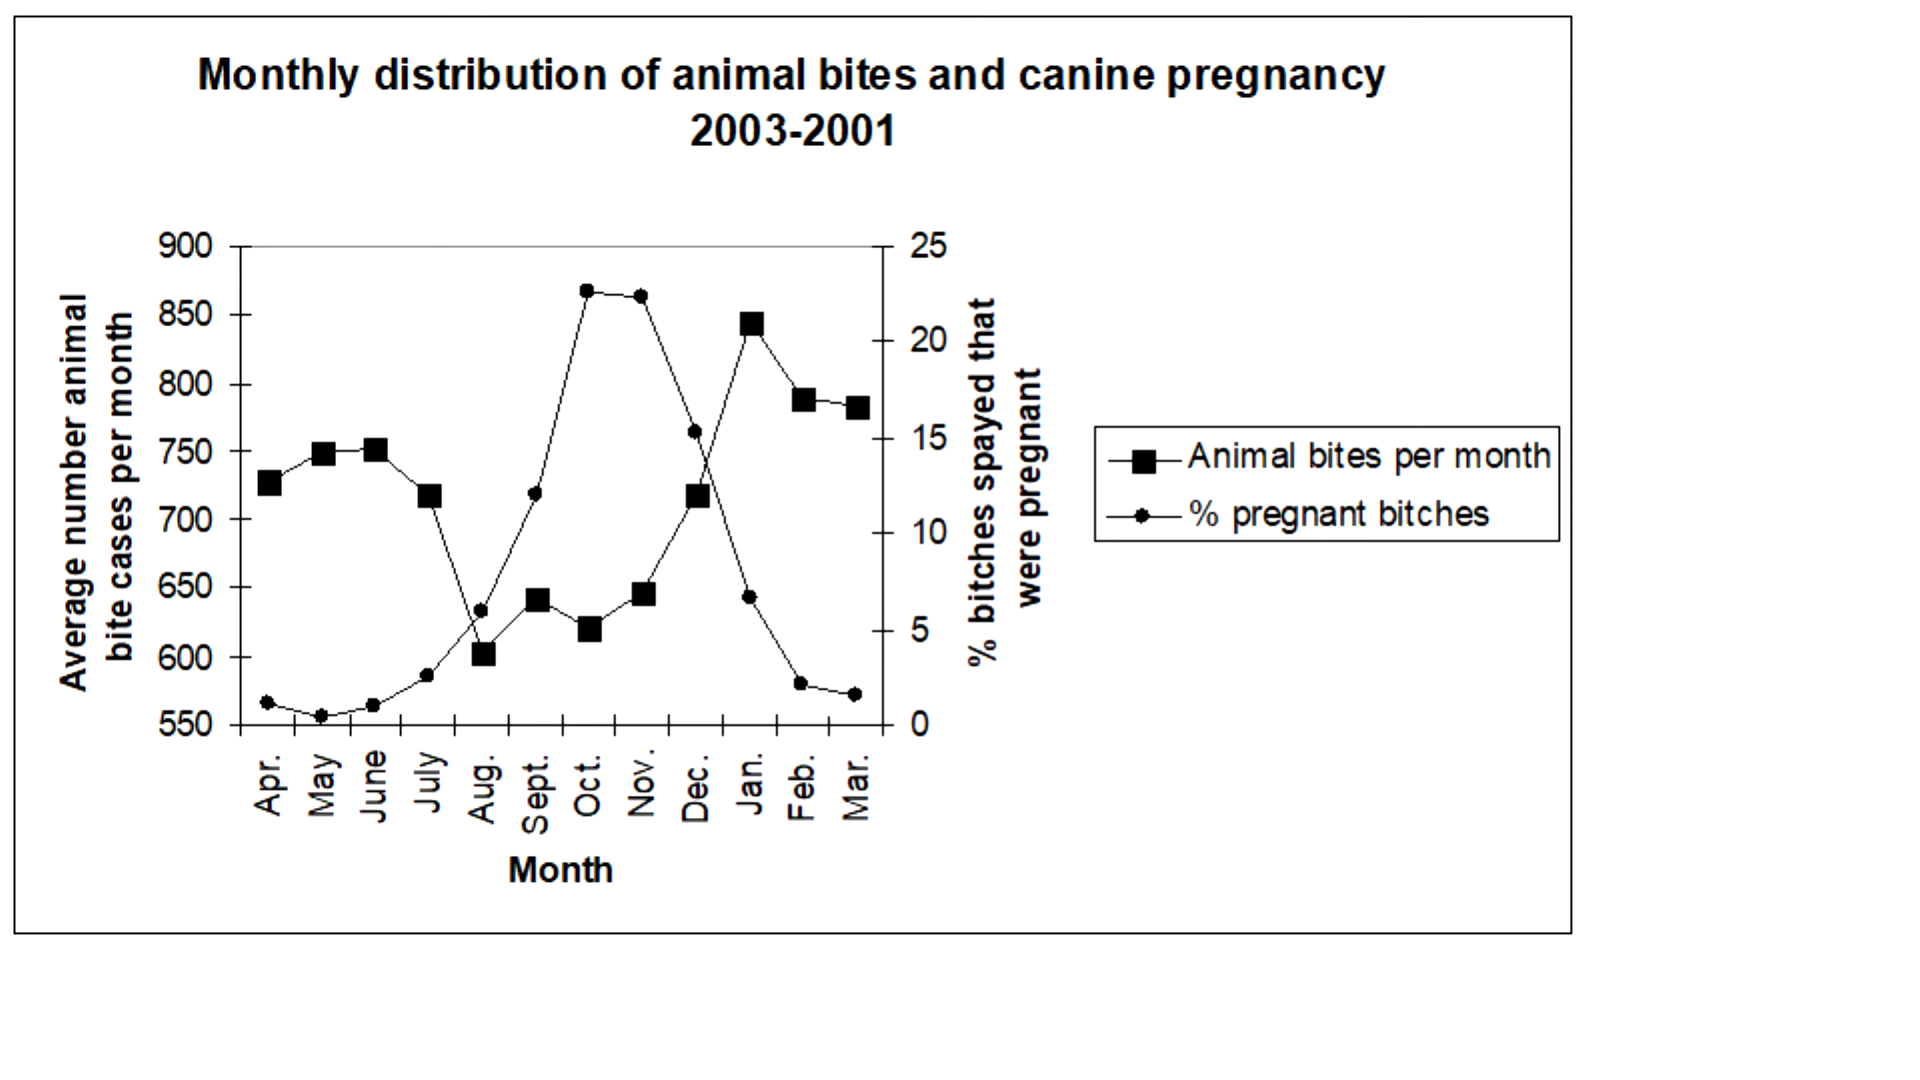 Monthly distribution of animal bites and canine pregnancy
2003-2001
Average number animal
bite cases per month
900
850
800
750
700
650
600
550
25
20
15
10
5
0
% bitches spayed that
were pregnant
Apr.
May
June
July
Aug.
Sept.
Oct.
Nov.
Dec.
Jan.
Feb.
Mar.
Month
Animal bites per month
% pregnant bitches